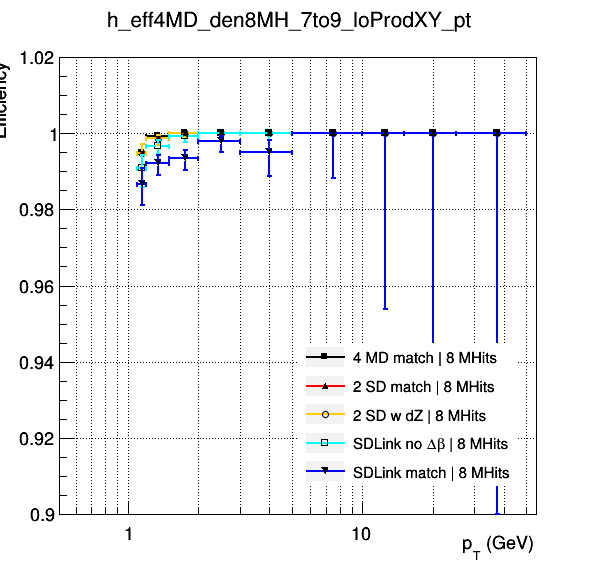 h_eff4MD_den8MH_7to9_loProdXY_pt
Efficiency
1.02
1
0.98
0.96
0.94
0.92
0.9
4 MD match | 8 MHits
2 SD match | 8 MHits
2 SD w dZ | 8 MHits
SDLink no Δβ | 8 MHits
SDLink match | 8 MHits
1
10
p_T (GeV)